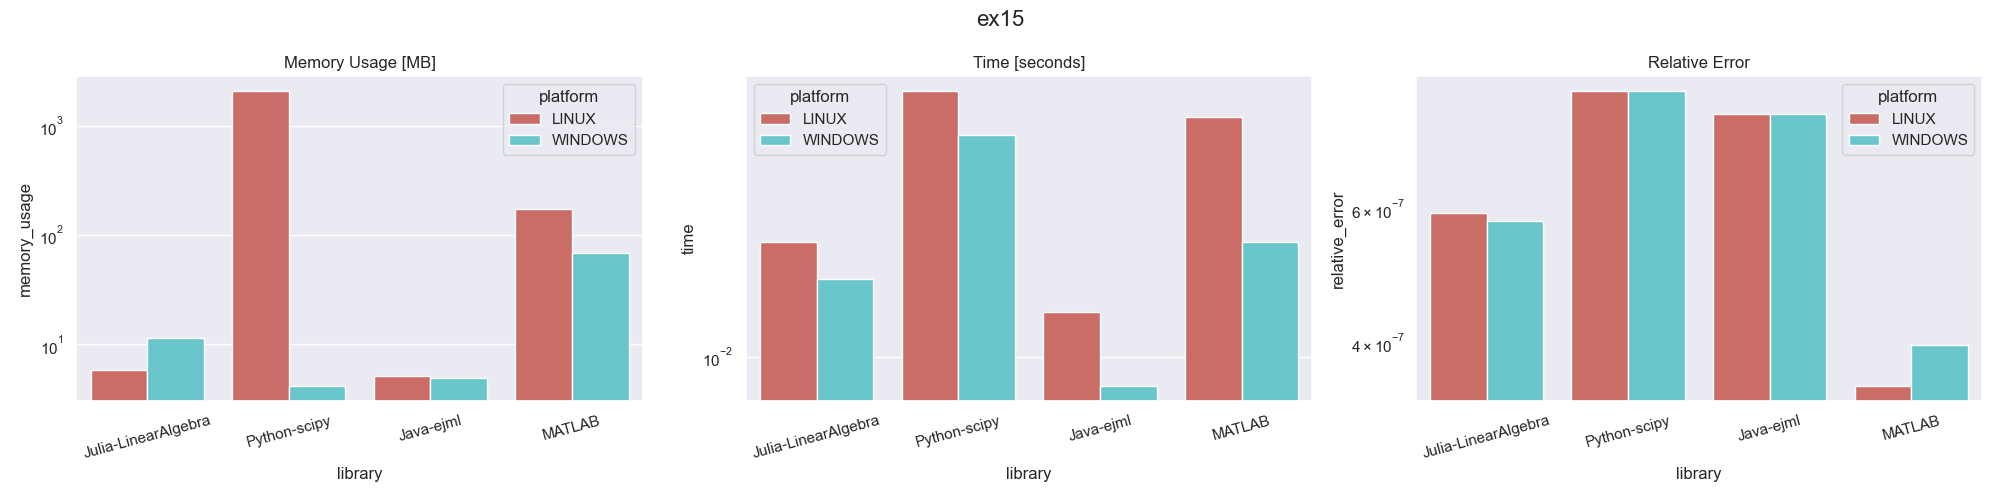 ex15
Memory Usage [MB]
memory_usage
10³
10²
10¹
platform
LINUX
WINDOWS
Julia-LinearAlgebra
Python-scipy
Java-ejml
MATLAB
library
Time [seconds]
time
10⁻²
platform
LINUX
WINDOWS
Julia-LinearAlgebra
Python-scipy
Java-ejml
MATLAB
library
Relative Error
relative_error
6 × 10⁻⁷
4 × 10⁻⁷
platform
LINUX
WINDOWS
Julia-LinearAlgebra
Python-scipy
Java-ejml
MATLAB
library